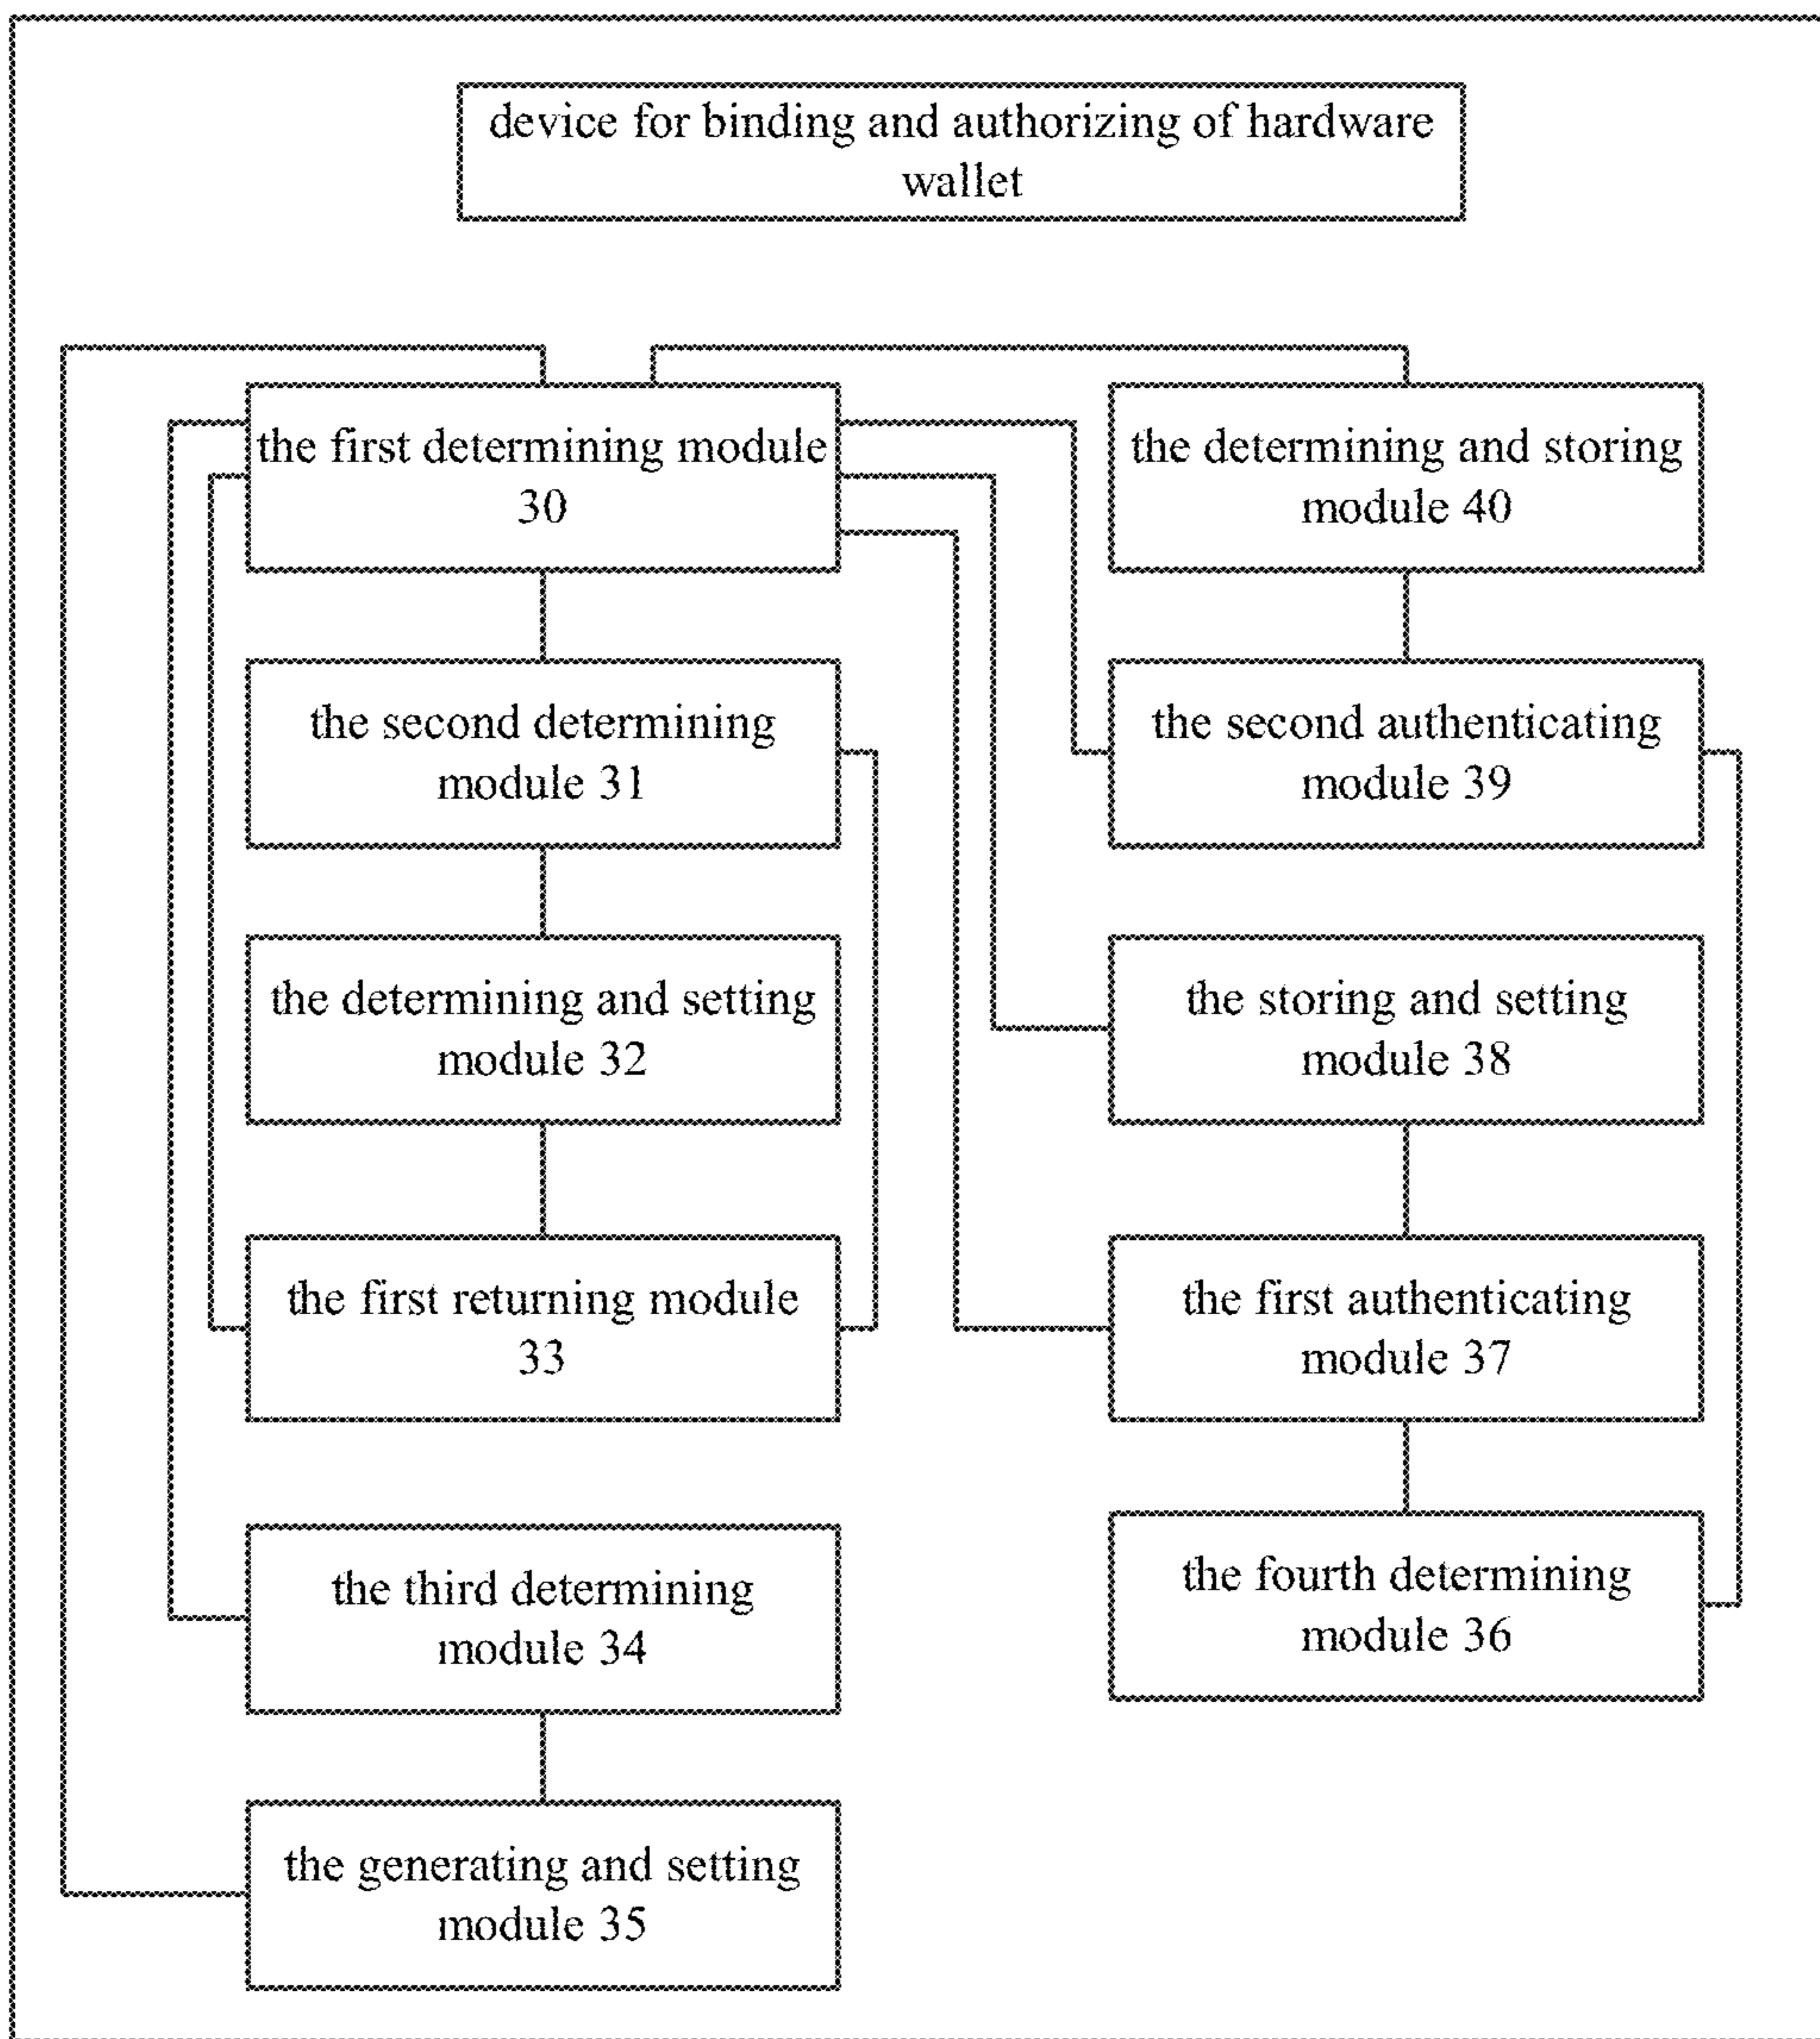 device for binding and authorizing of hardware
wallet
the first determining module
30
the determining and storing
module 40
the second determining
module 31
the second authenticating
module 39
the determining and setting
module 32
the storing and setting
module 38
the first returning module
33
the first authenticating
module 37
the third determining
module 34
the fourth determining
module 36
the generating and setting
module 35